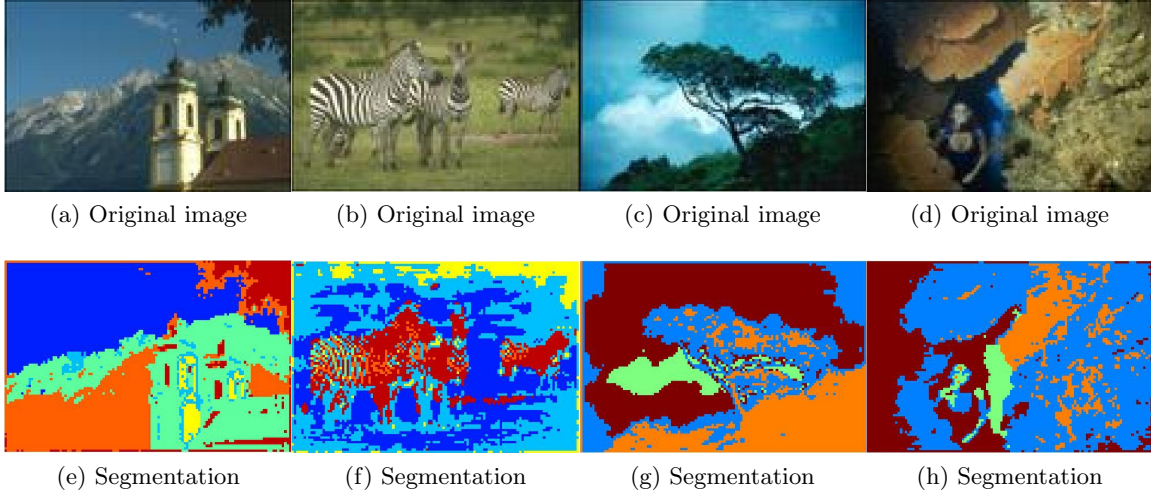 (a) Original image
(b) Original image
(c) Original image
(d) Original image
(e) Segmentation
(f) Segmentation
(g) Segmentation
(h) Segmentation